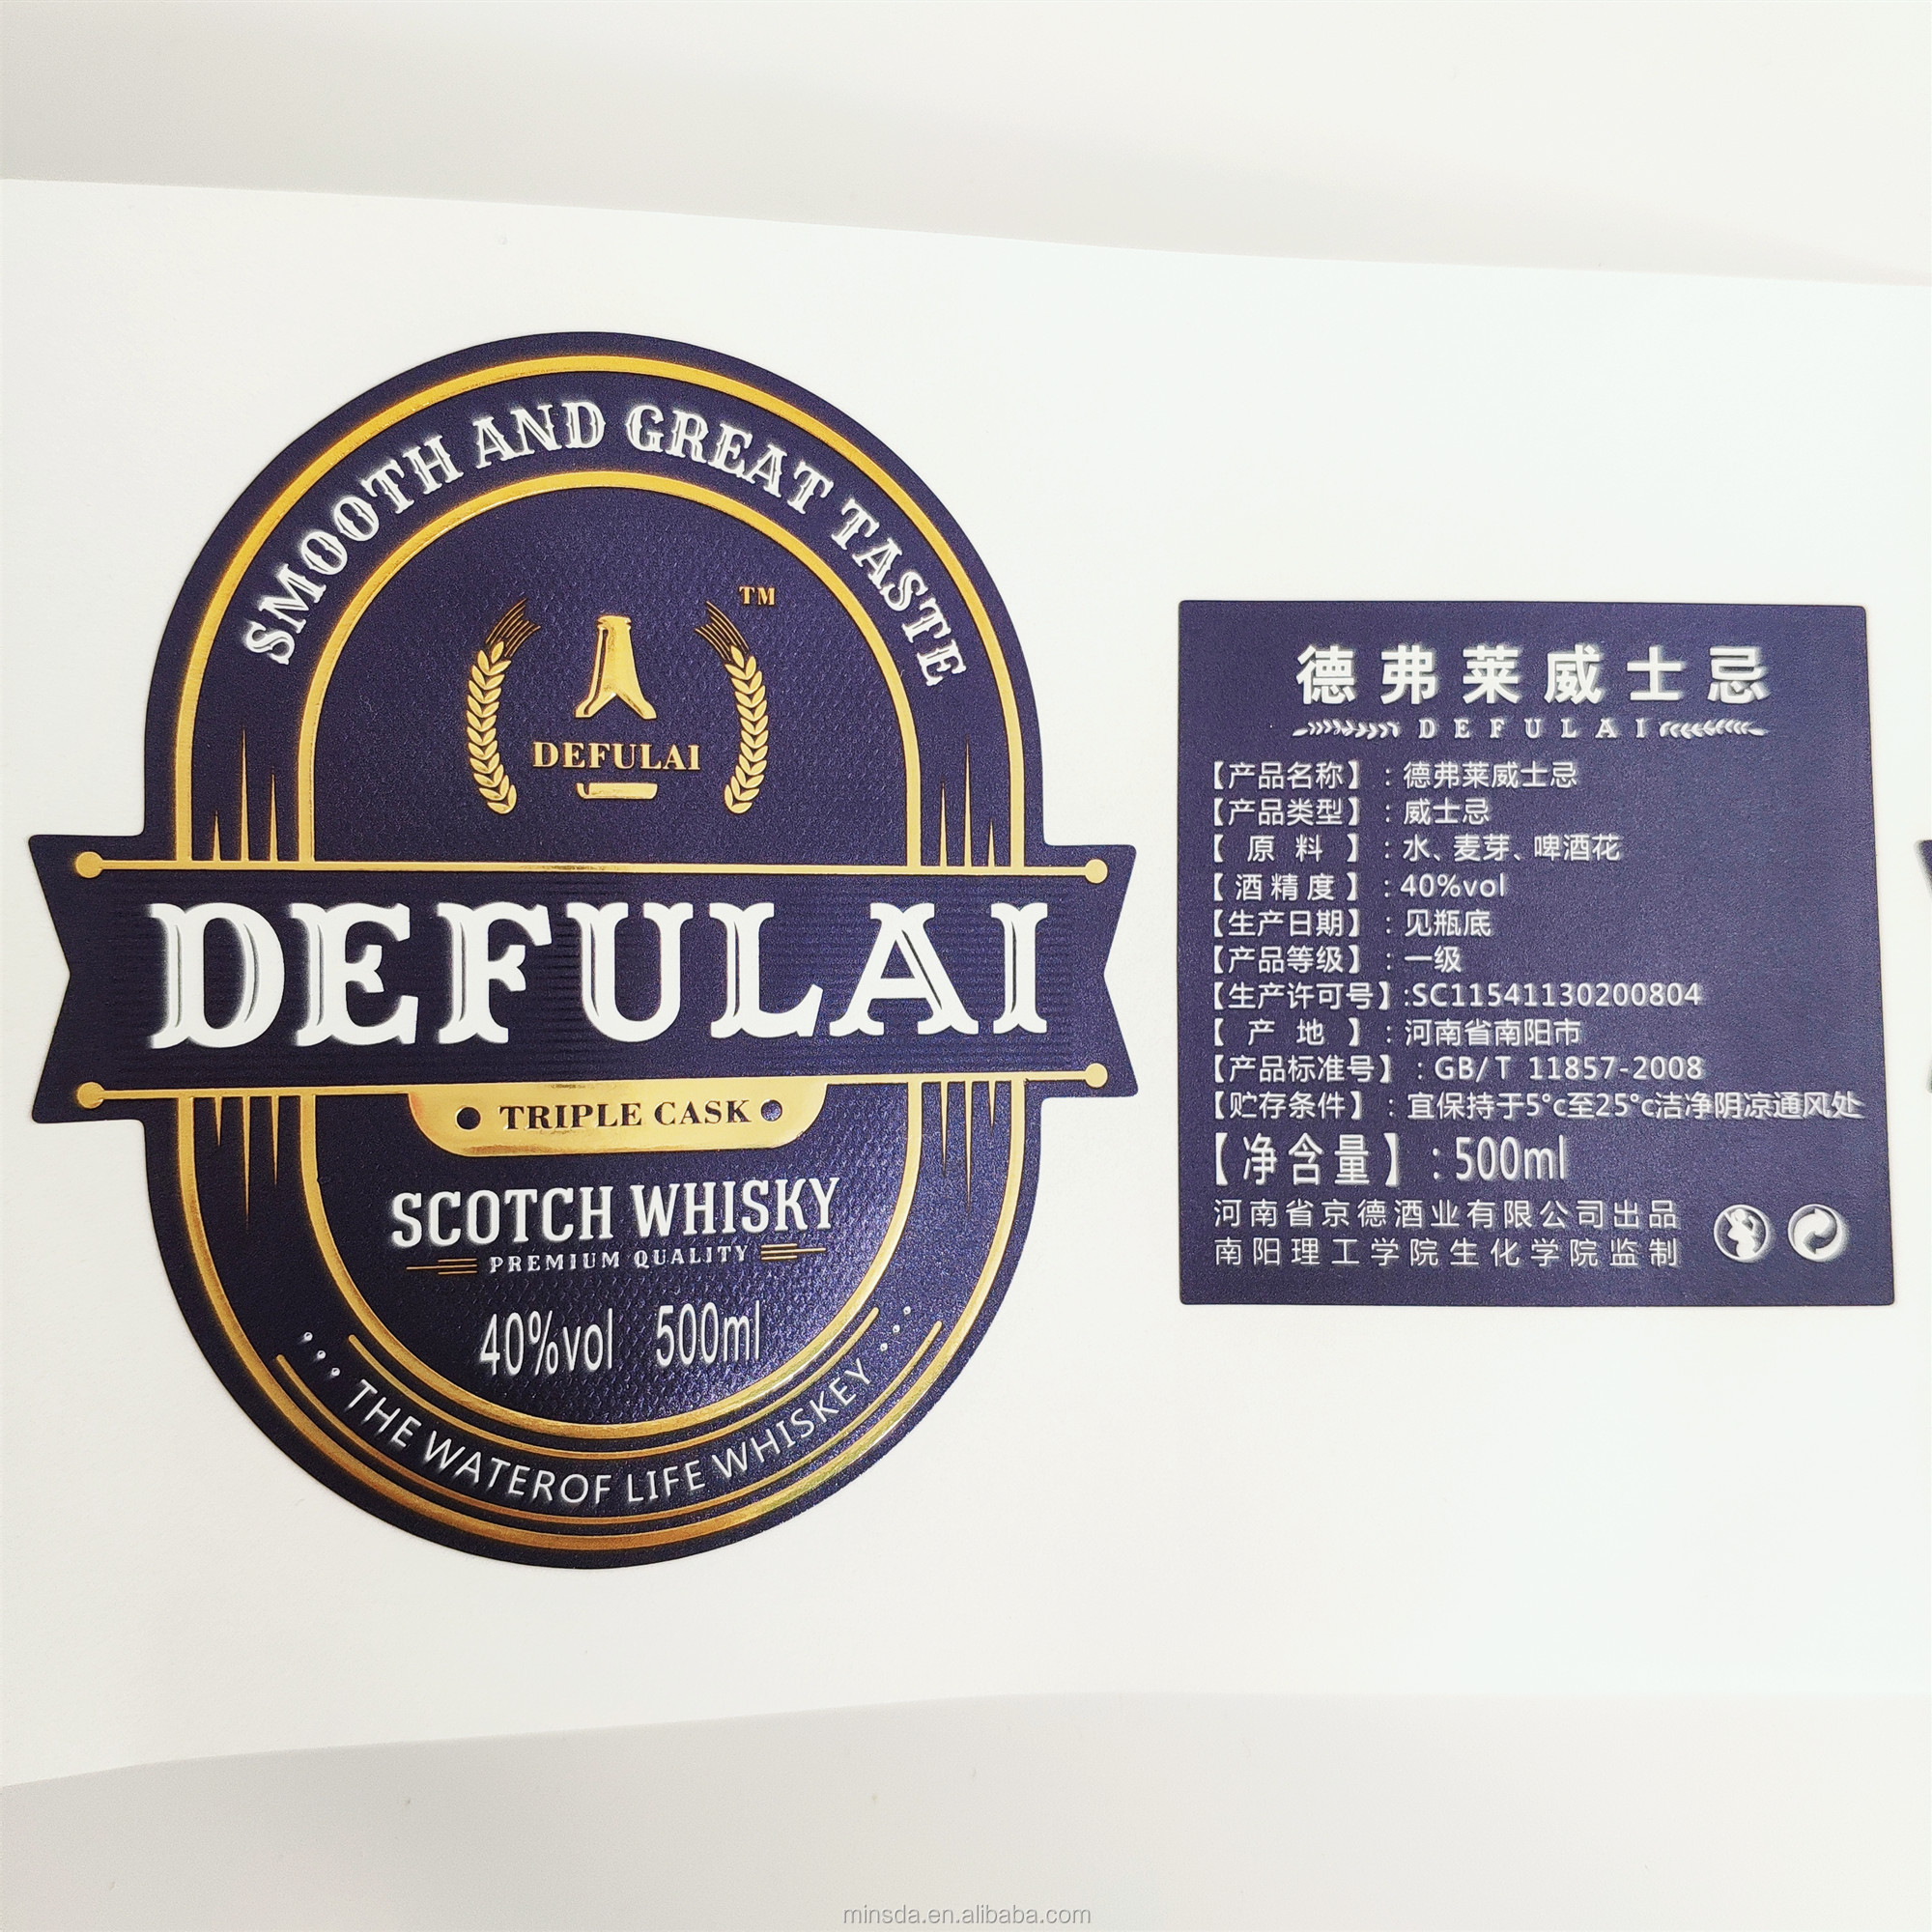 SMOOTH AND GREAT TASTE
TM
DEFULAI
DEFULAI
TRIPLE CASK
SCOTCH WHISKY
PREMIUM QUALITY
40%vol 500ml
THE WATEROF LIFE WHISKEY
德弗莱威士忌
DEFULAI
【产品名称】：德弗莱威士忌
【产品类型】：威士忌
【原料】：水、麦芽、啤酒花
【酒精度】：40%vol
【生产日期】：见瓶底
【产品等级】：一级
【生产许可号】:SC11541130200804
【产地】：河南省南阳市
【产品标准号】：GB/T 11857-2008
【贮存条件】：宜保持于5°c至25°c洁净阴凉通风处
【净含量】:500ml
河南省京德酒业有限公司出品
南阳理工学院生化学院监制
minsda.en.alibaba.com